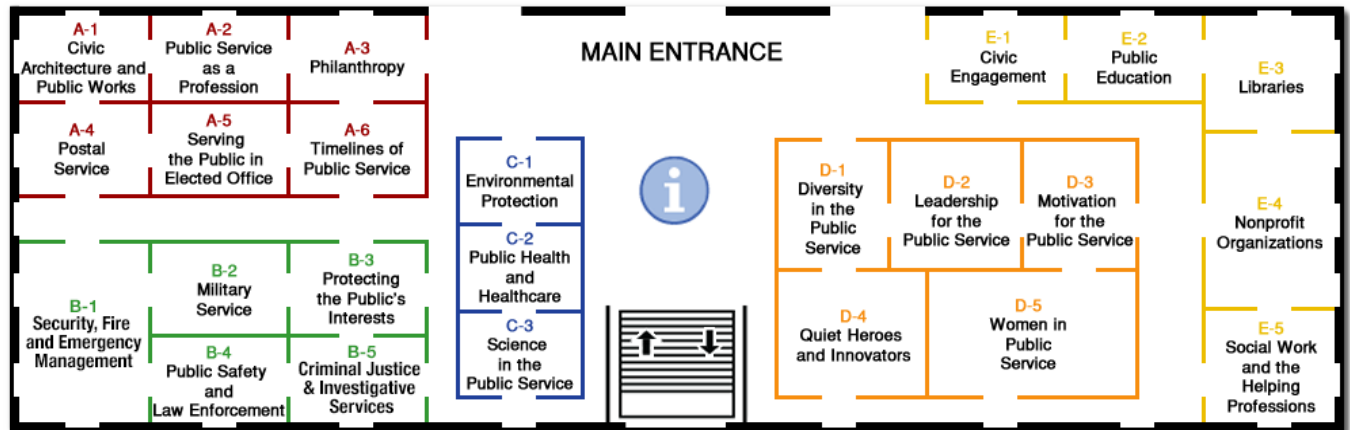 A-1
Civic
Architecture and
Public Works
A-2
Public Service
as a
Profession
A-3
Philanthropy
A-4
Postal
Service
A-5
Serving
the Public in
Elected Office
A-6
Timelines of
Public Service
B-1
Security, Fire
and Emergency
Management
B-2
Military
Service
B-3
Protecting
the Public's
Interests
B-4
Public Safety
and
Law Enforcement
B-5
Criminal Justice
& Investigative
Services
MAIN ENTRANCE
C-1
Environmental
Protection
C-2
Public Health
and
Healthcare
C-3
Science
in the
Public Service
i
D-1
Diversity
in the
Public
Service
D-2
Leadership
for the
Public Service
D-3
Motivation
for the
Public Service
D-4
Quiet Heroes
and Innovators
D-5
Women in
Public
Service
E-1
Civic
Engagement
E-2
Public
Education
E-3
Libraries
E-4
Nonprofit
Organizations
E-5
Social Work
and the
Helping
Professions